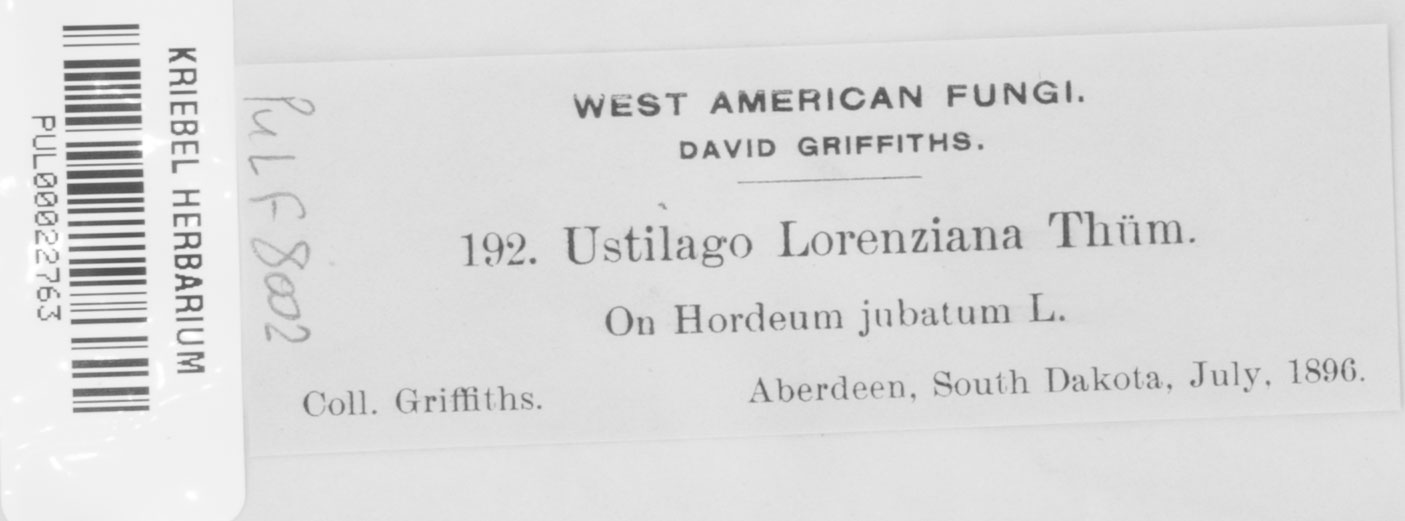 KRIEBEL HERBARIUM
PUL00022763
PUL F 8002
WEST AMERICAN FUNGI.
DAVID GRIFFITHS.
192. Ustilago Lorenziana Thüm.
On Hordeum jubatum L.
Coll. Griffiths.
Aberdeen, South Dakota, July, 1896.